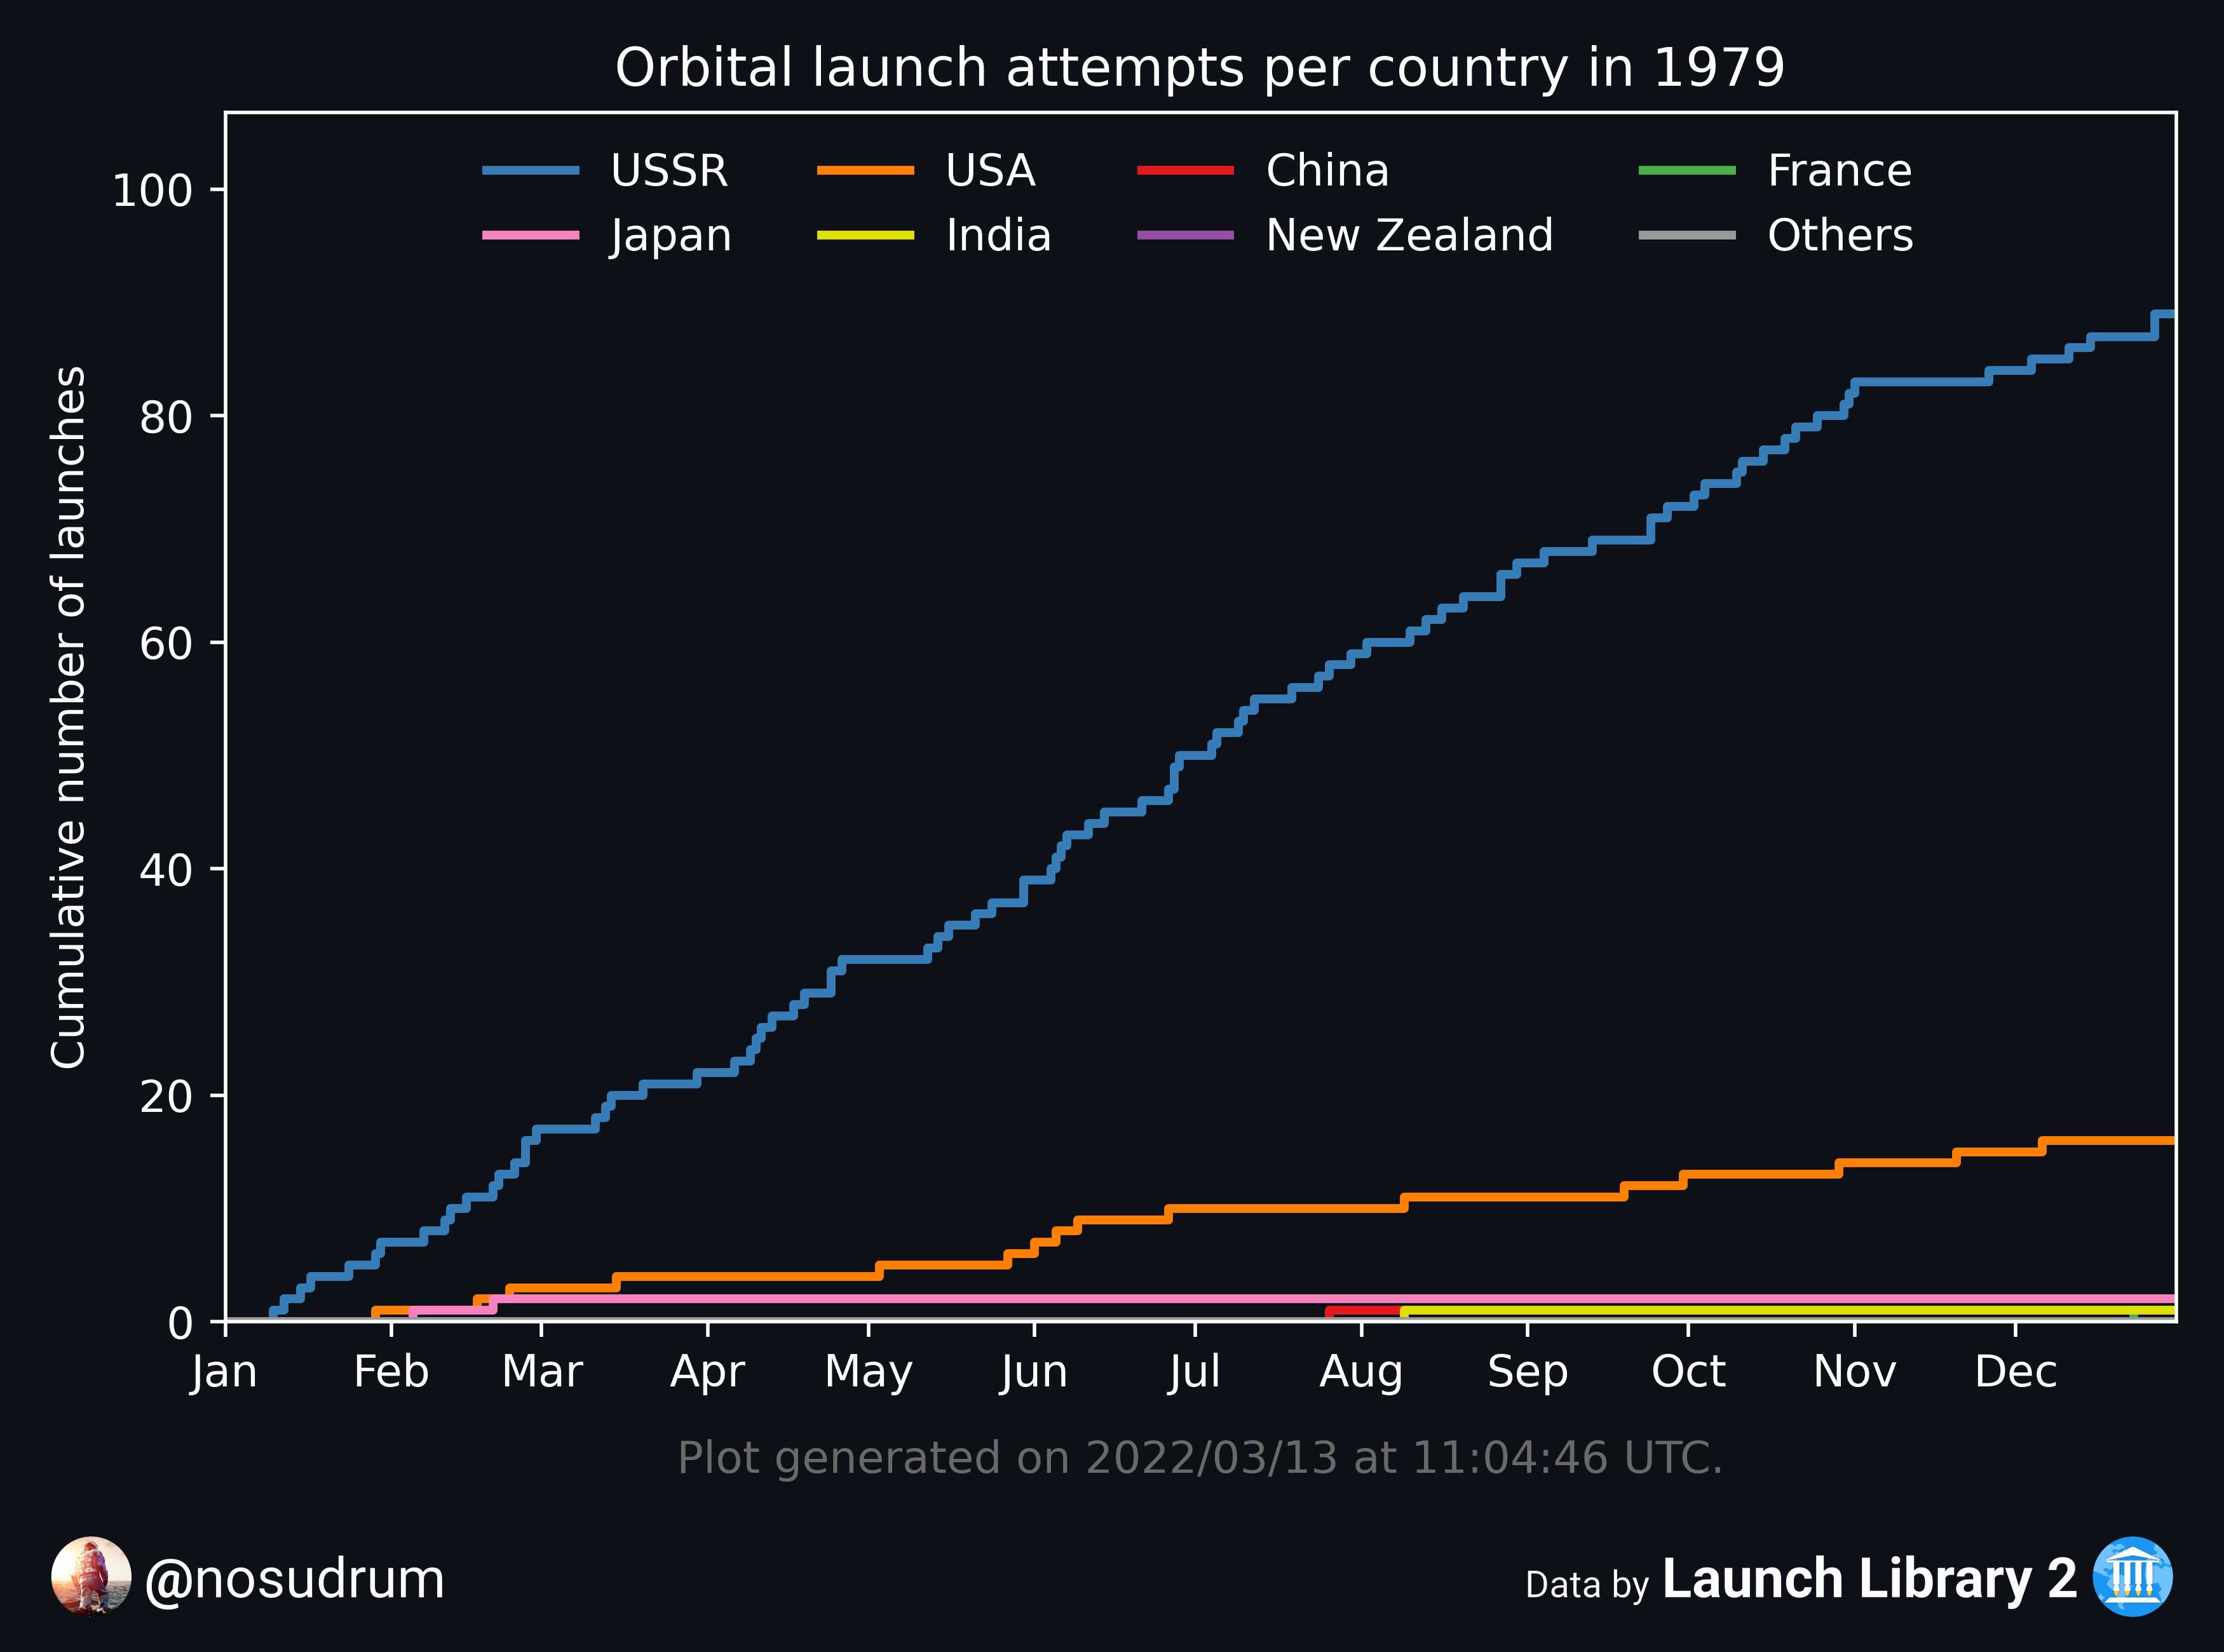 Orbital launch attempts per country in 1979
USSR USA China France
Japan India New Zealand Others
Cumulative number of launches
100
80
60
40
20
0
Jan Feb Mar Apr May Jun Jul Aug Sep Oct Nov Dec
Plot generated on 2022/03/13 at 11:04:46 UTC.
@nosudrum
Data by Launch Library 2